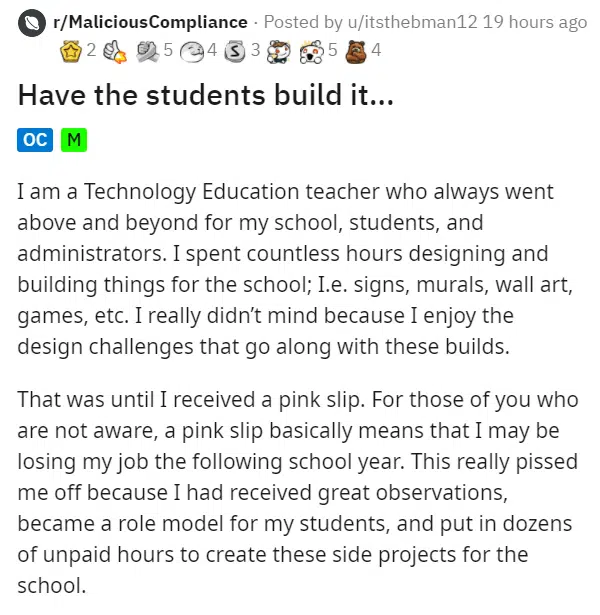 r/MaliciousCompliance · Posted by u/itsthebman12 19 hours ago
2 5 4 S 3 5 4
Have the students build it...
OC M
I am a Technology Education teacher who always went
above and beyond for my school, students, and
administrators. I spent countless hours designing and
building things for the school; I.e. signs, murals, wall art,
games, etc. I really didn’t mind because I enjoy the
design challenges that go along with these builds.
That was until I received a pink slip. For those of you who
are not aware, a pink slip basically means that I may be
losing my job the following school year. This really pissed
me off because I had received great observations,
became a role model for my students, and put in dozens
of unpaid hours to create these side projects for the
school.